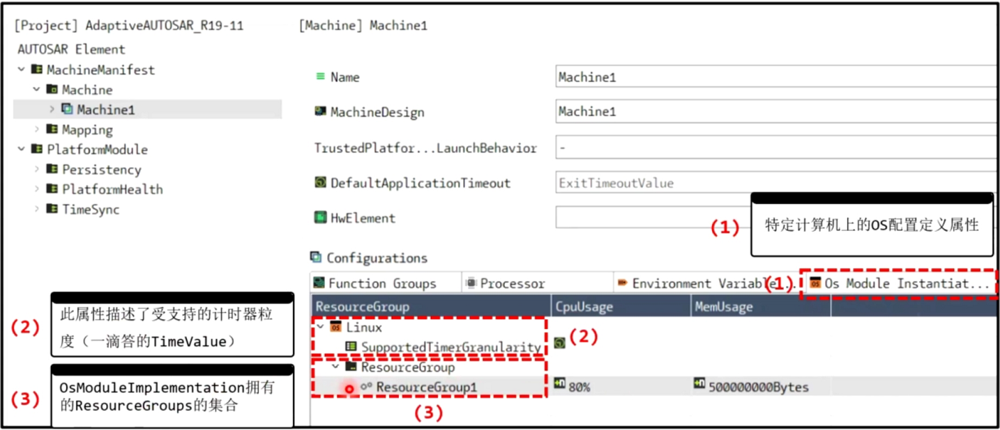 [Project] AdaptiveAUTOSAR_R19-11
[Machine] Machine1
AUTOSAR Element
MachineManifest
Machine
Machine1
Mapping
PlatformModule
Persistency
PlatformHealth
TimeSync
Name
Machine1
MachineDesign
Machine1
TrustedPlatfor...LaunchBehavior
-
DefaultApplicationTimeout
ExitTimeoutValue
HwElement
(1)
特定计算机上的OS配置定义属性
Configurations
Function Groups
Processor
Environment Variable...
(1)
Os Module Instantiat...
ResourceGroup
CpuUsage
MemUsage
Linux
SupportedTimerGranularity
(2)
ResourceGroup
ResourceGroup1
80%
500000000Bytes
(3)
(2)
此属性描述了受支持的计时器粒
度（一滴答的TimeValue）
(3)
OsModuleImplementation拥有
的ResourceGroups的集合